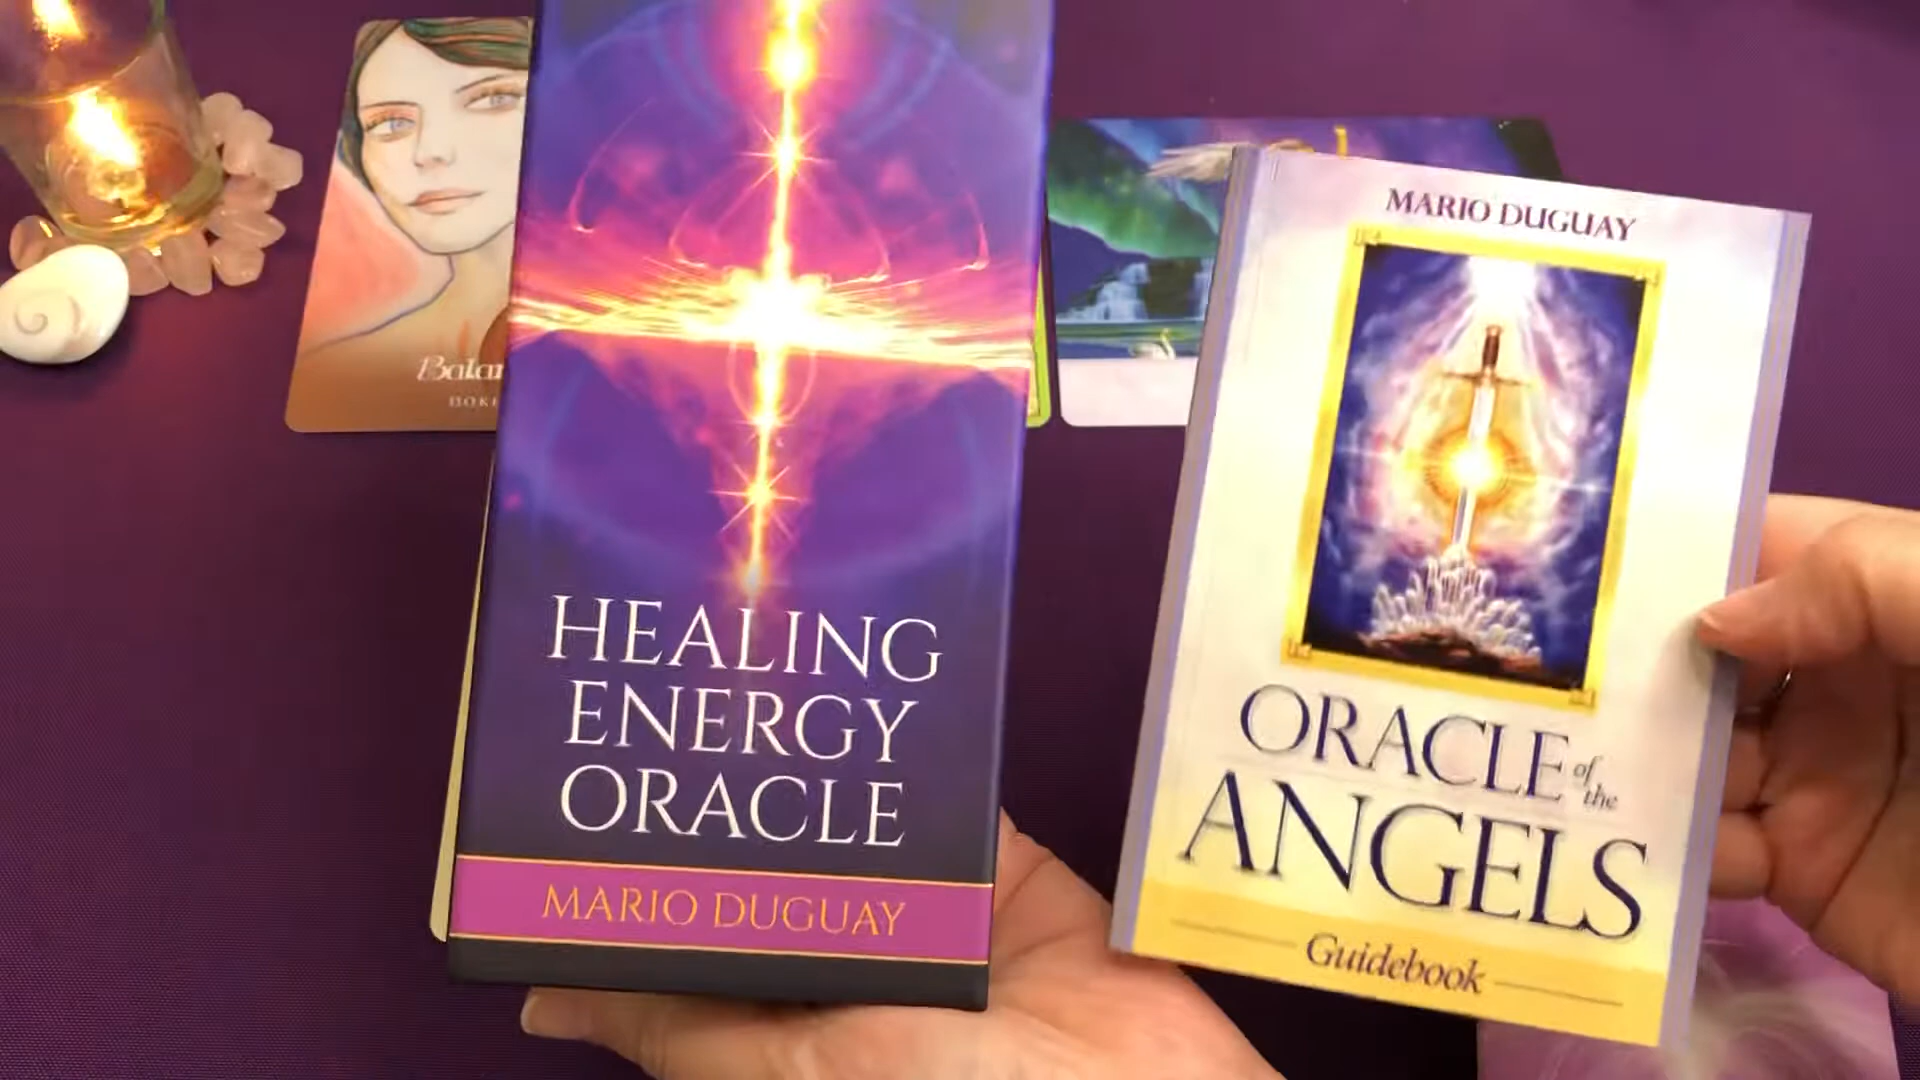 HEALING
ENERGY
ORACLE
MARIO DUGUAY
MARIO DUGUAY
ORACLE of the
ANGELS
Guidebook